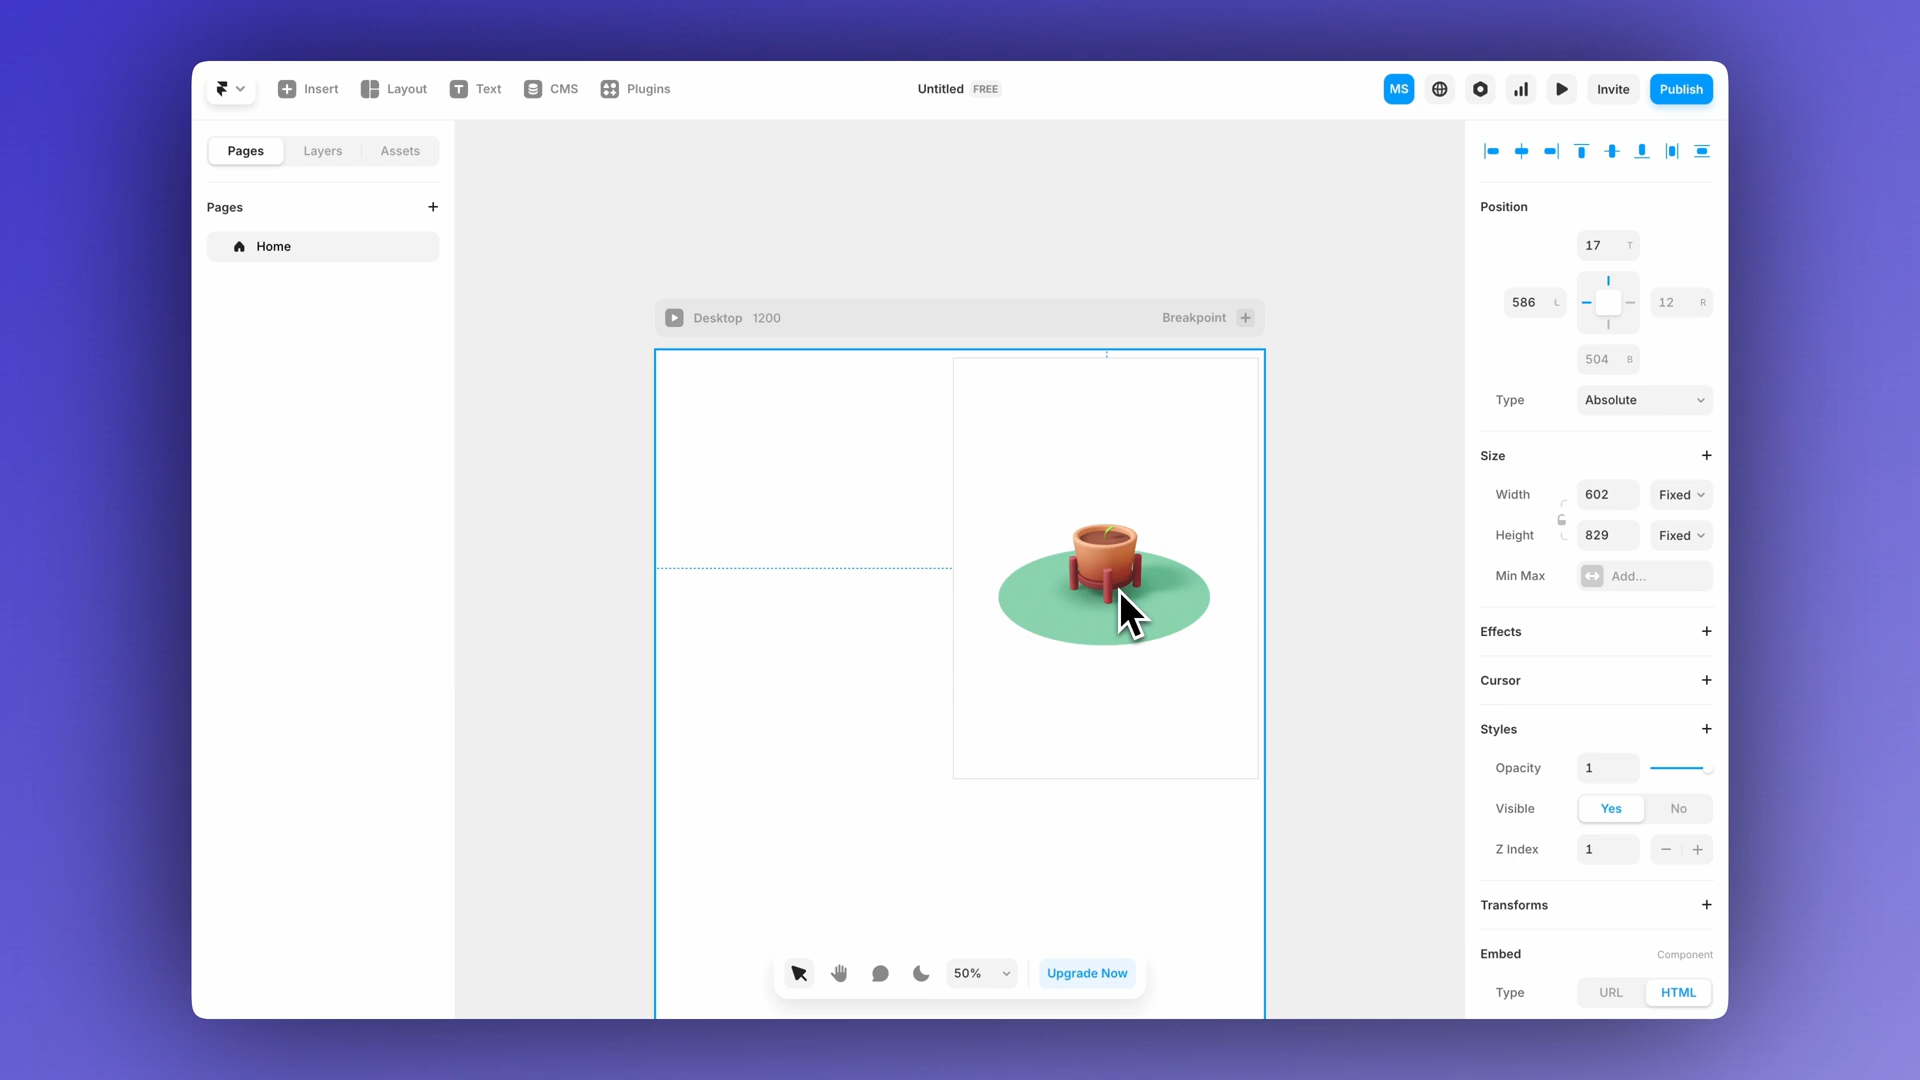 Insert Layout Text CMS Plugins Untitled FREE MS Invite Publish
Pages Layers Assets
Pages
Home
Desktop 1200 Breakpoint
50% Upgrade Now
Position
17 T
586 L 12 R
504 B
Type Absolute
Size
Width 602 Fixed
Height 829 Fixed
Min Max Add...
Effects
Cursor
Styles
Opacity 1
Visible Yes No
Z Index 1
Transforms
Embed Component
Type URL HTML